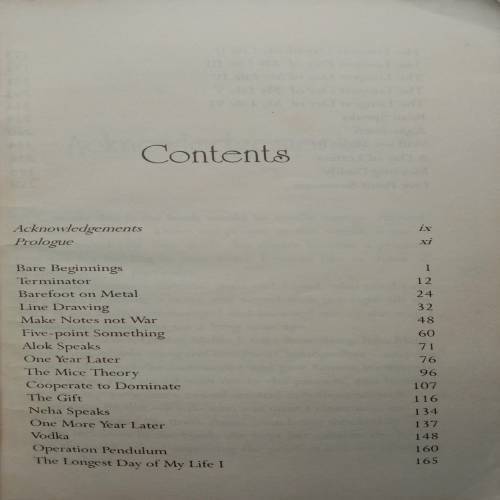 Contents
Acknowledgements ix
Prologue xi
Bare Beginnings 1
Terminator 12
Barefoot on Metal 24
Line Drawing 32
Make Notes not War 48
Five-point Something 60
Alok Speaks 71
One Year Later 76
The Mice Theory 96
Cooperate to Dominate 107
The Gift 116
Neha Speaks 134
One More Year Later 137
Vodka 148
Operation Pendulum 160
The Longest Day of My Life I 165